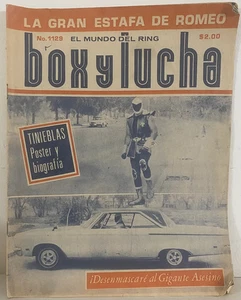 LA GRAN ESTAFA DE ROMEO
No. 1129 EL MUNDO DEL RING $2.00
box y lucha
TINIEBLAS
Poster y
biografía
¡Desenmascaré al Gigante Asesino